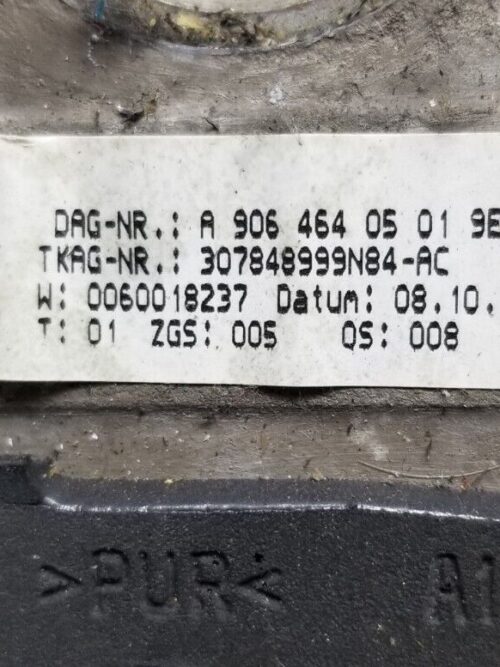 DAG-NR.: A 906 464 05 01 9E
TKAG-NR.: 307848999N84-AC
W: 0060018237 Datum: 08.10.
T: 01 ZGS: 005 QS: 008
>PUR< A1